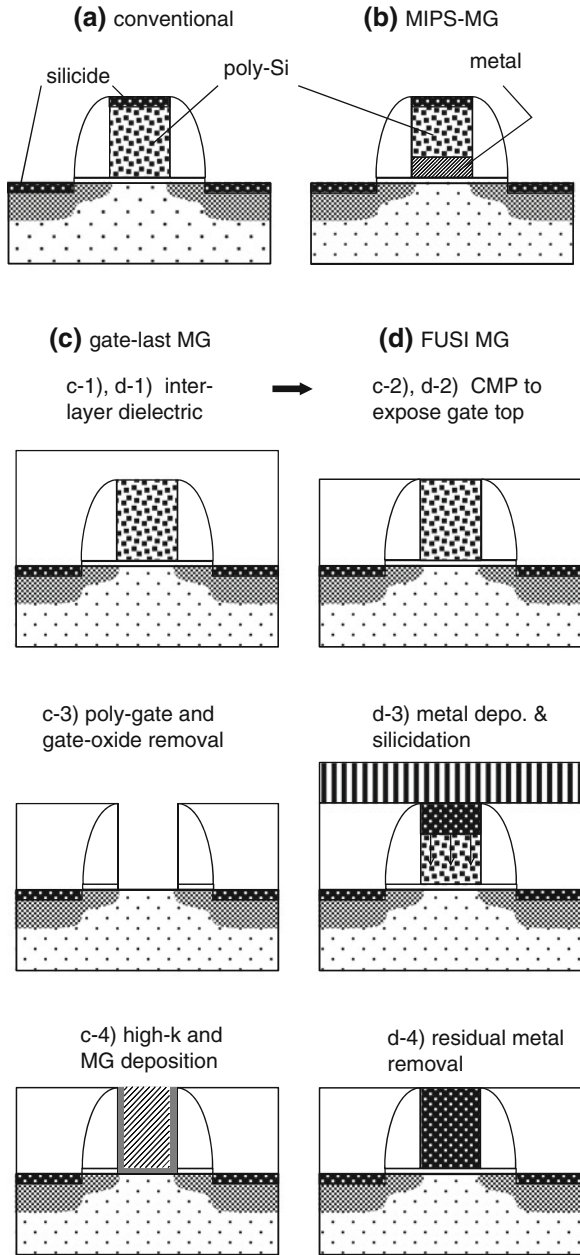 (a) conventional
(b) MIPS-MG
silicide
poly-Si
metal
(c) gate-last MG
(d) FUSI MG
c-1), d-1) inter-
layer dielectric
c-2), d-2) CMP to
expose gate top
c-3) poly-gate and
gate-oxide removal
d-3) metal depo. &
silicidation
c-4) high-k and
MG deposition
d-4) residual metal
removal